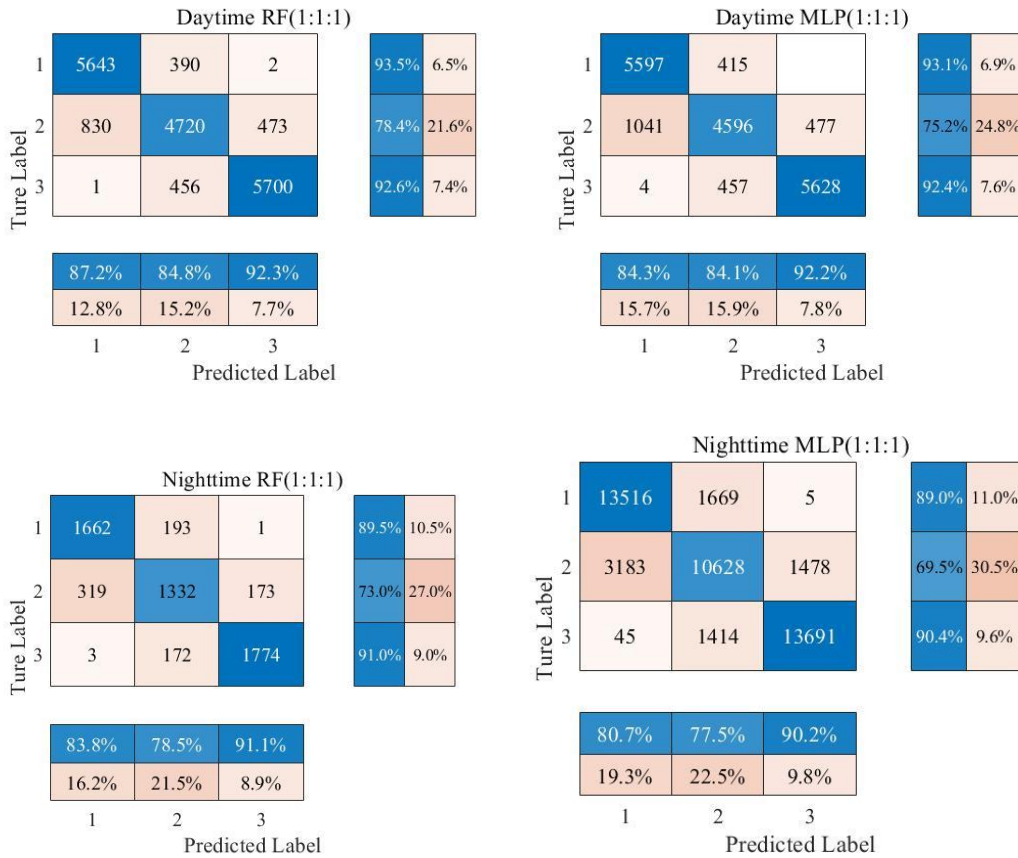 Daytime RF(1:1:1)
1 5643 390 2 93.5% 6.5%
2 830 4720 473 78.4% 21.6%
3 1 456 5700 92.6% 7.4%
Ture Label
87.2% 84.8% 92.3%
12.8% 15.2% 7.7%
1 2 3
Predicted Label
Daytime MLP(1:1:1)
1 5597 415 93.1% 6.9%
2 1041 4596 477 75.2% 24.8%
3 4 457 5628 92.4% 7.6%
Ture Label
84.3% 84.1% 92.2%
15.7% 15.9% 7.8%
1 2 3
Predicted Label
Nighttime RF(1:1:1)
1 1662 193 1 89.5% 10.5%
2 319 1332 173 73.0% 27.0%
3 3 172 1774 91.0% 9.0%
Ture Label
83.8% 78.5% 91.1%
16.2% 21.5% 8.9%
1 2 3
Predicted Label
Nighttime MLP(1:1:1)
1 13516 1669 5 89.0% 11.0%
2 3183 10628 1478 69.5% 30.5%
3 45 1414 13691 90.4% 9.6%
Ture Label
80.7% 77.5% 90.2%
19.3% 22.5% 9.8%
1 2 3
Predicted Label